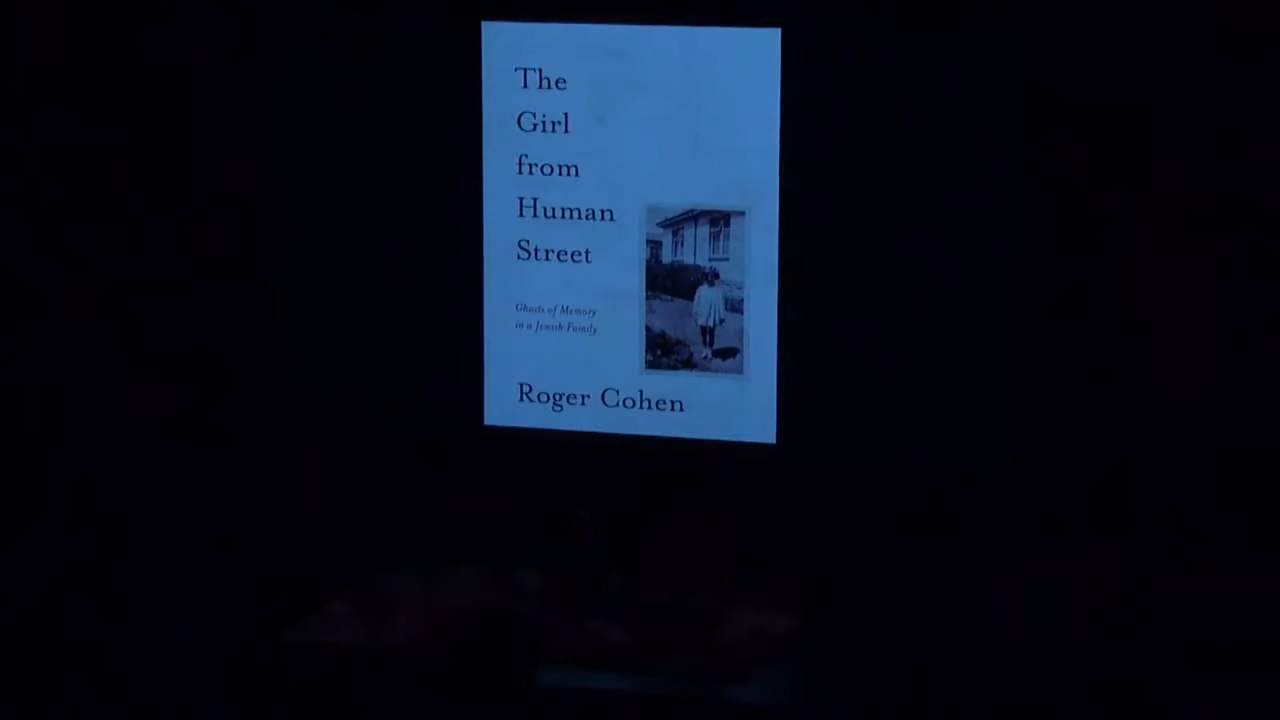 The
Girl
from
Human
Street
Ghosts of Memory
in a Jewish Family
Roger Cohen